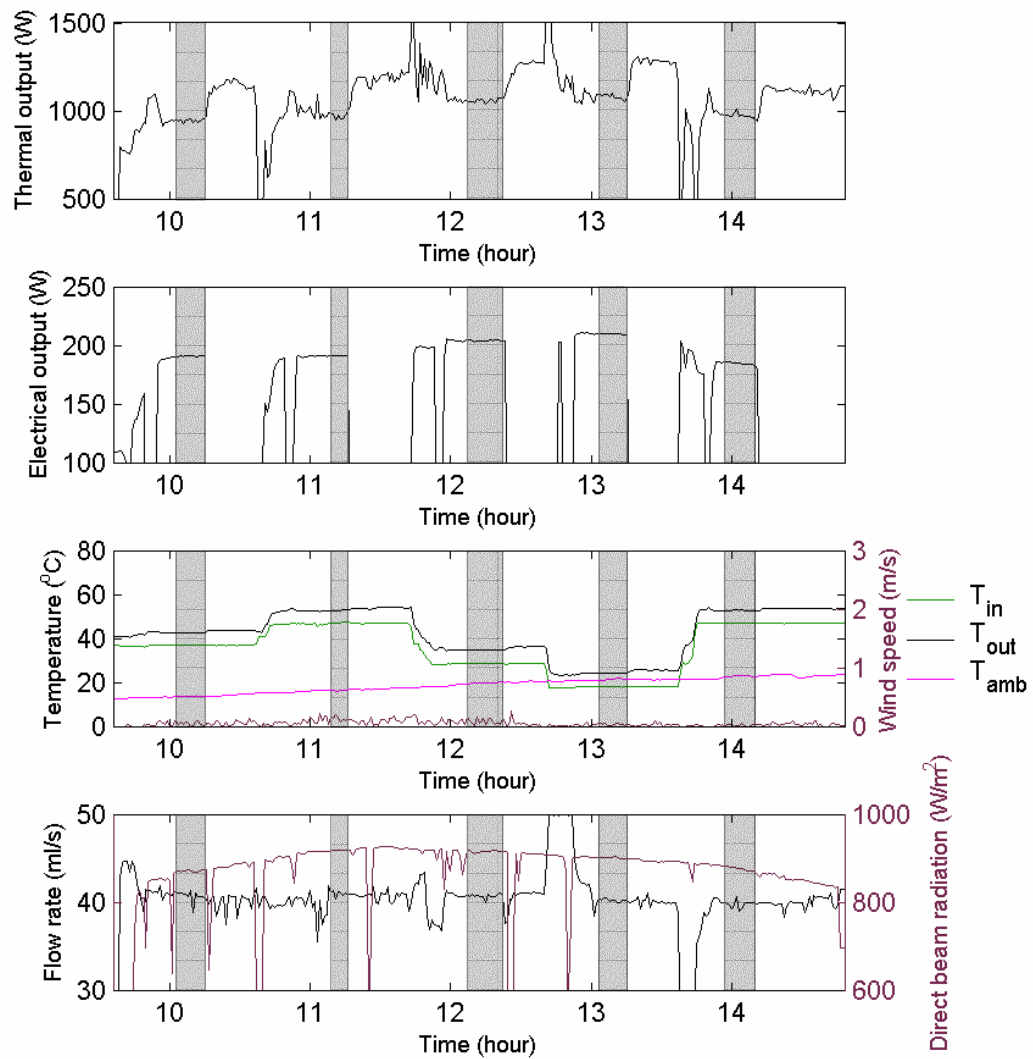 Thermal output (W)
1500
1000
500
10 11 12 13 14
Time (hour)
Electrical output (W)
250
200
150
100
10 11 12 13 14
Time (hour)
Temperature (⁰C)
80
60
40
20
0
10 11 12 13 14
Time (hour)
3
2
1
0
Wind speed (m/s)
T_in
T_out
T_amb
Flow rate (ml/s)
50
40
30
10 11 12 13 14
Time (hour)
1000
800
600
Direct beam radiation (W/m²)